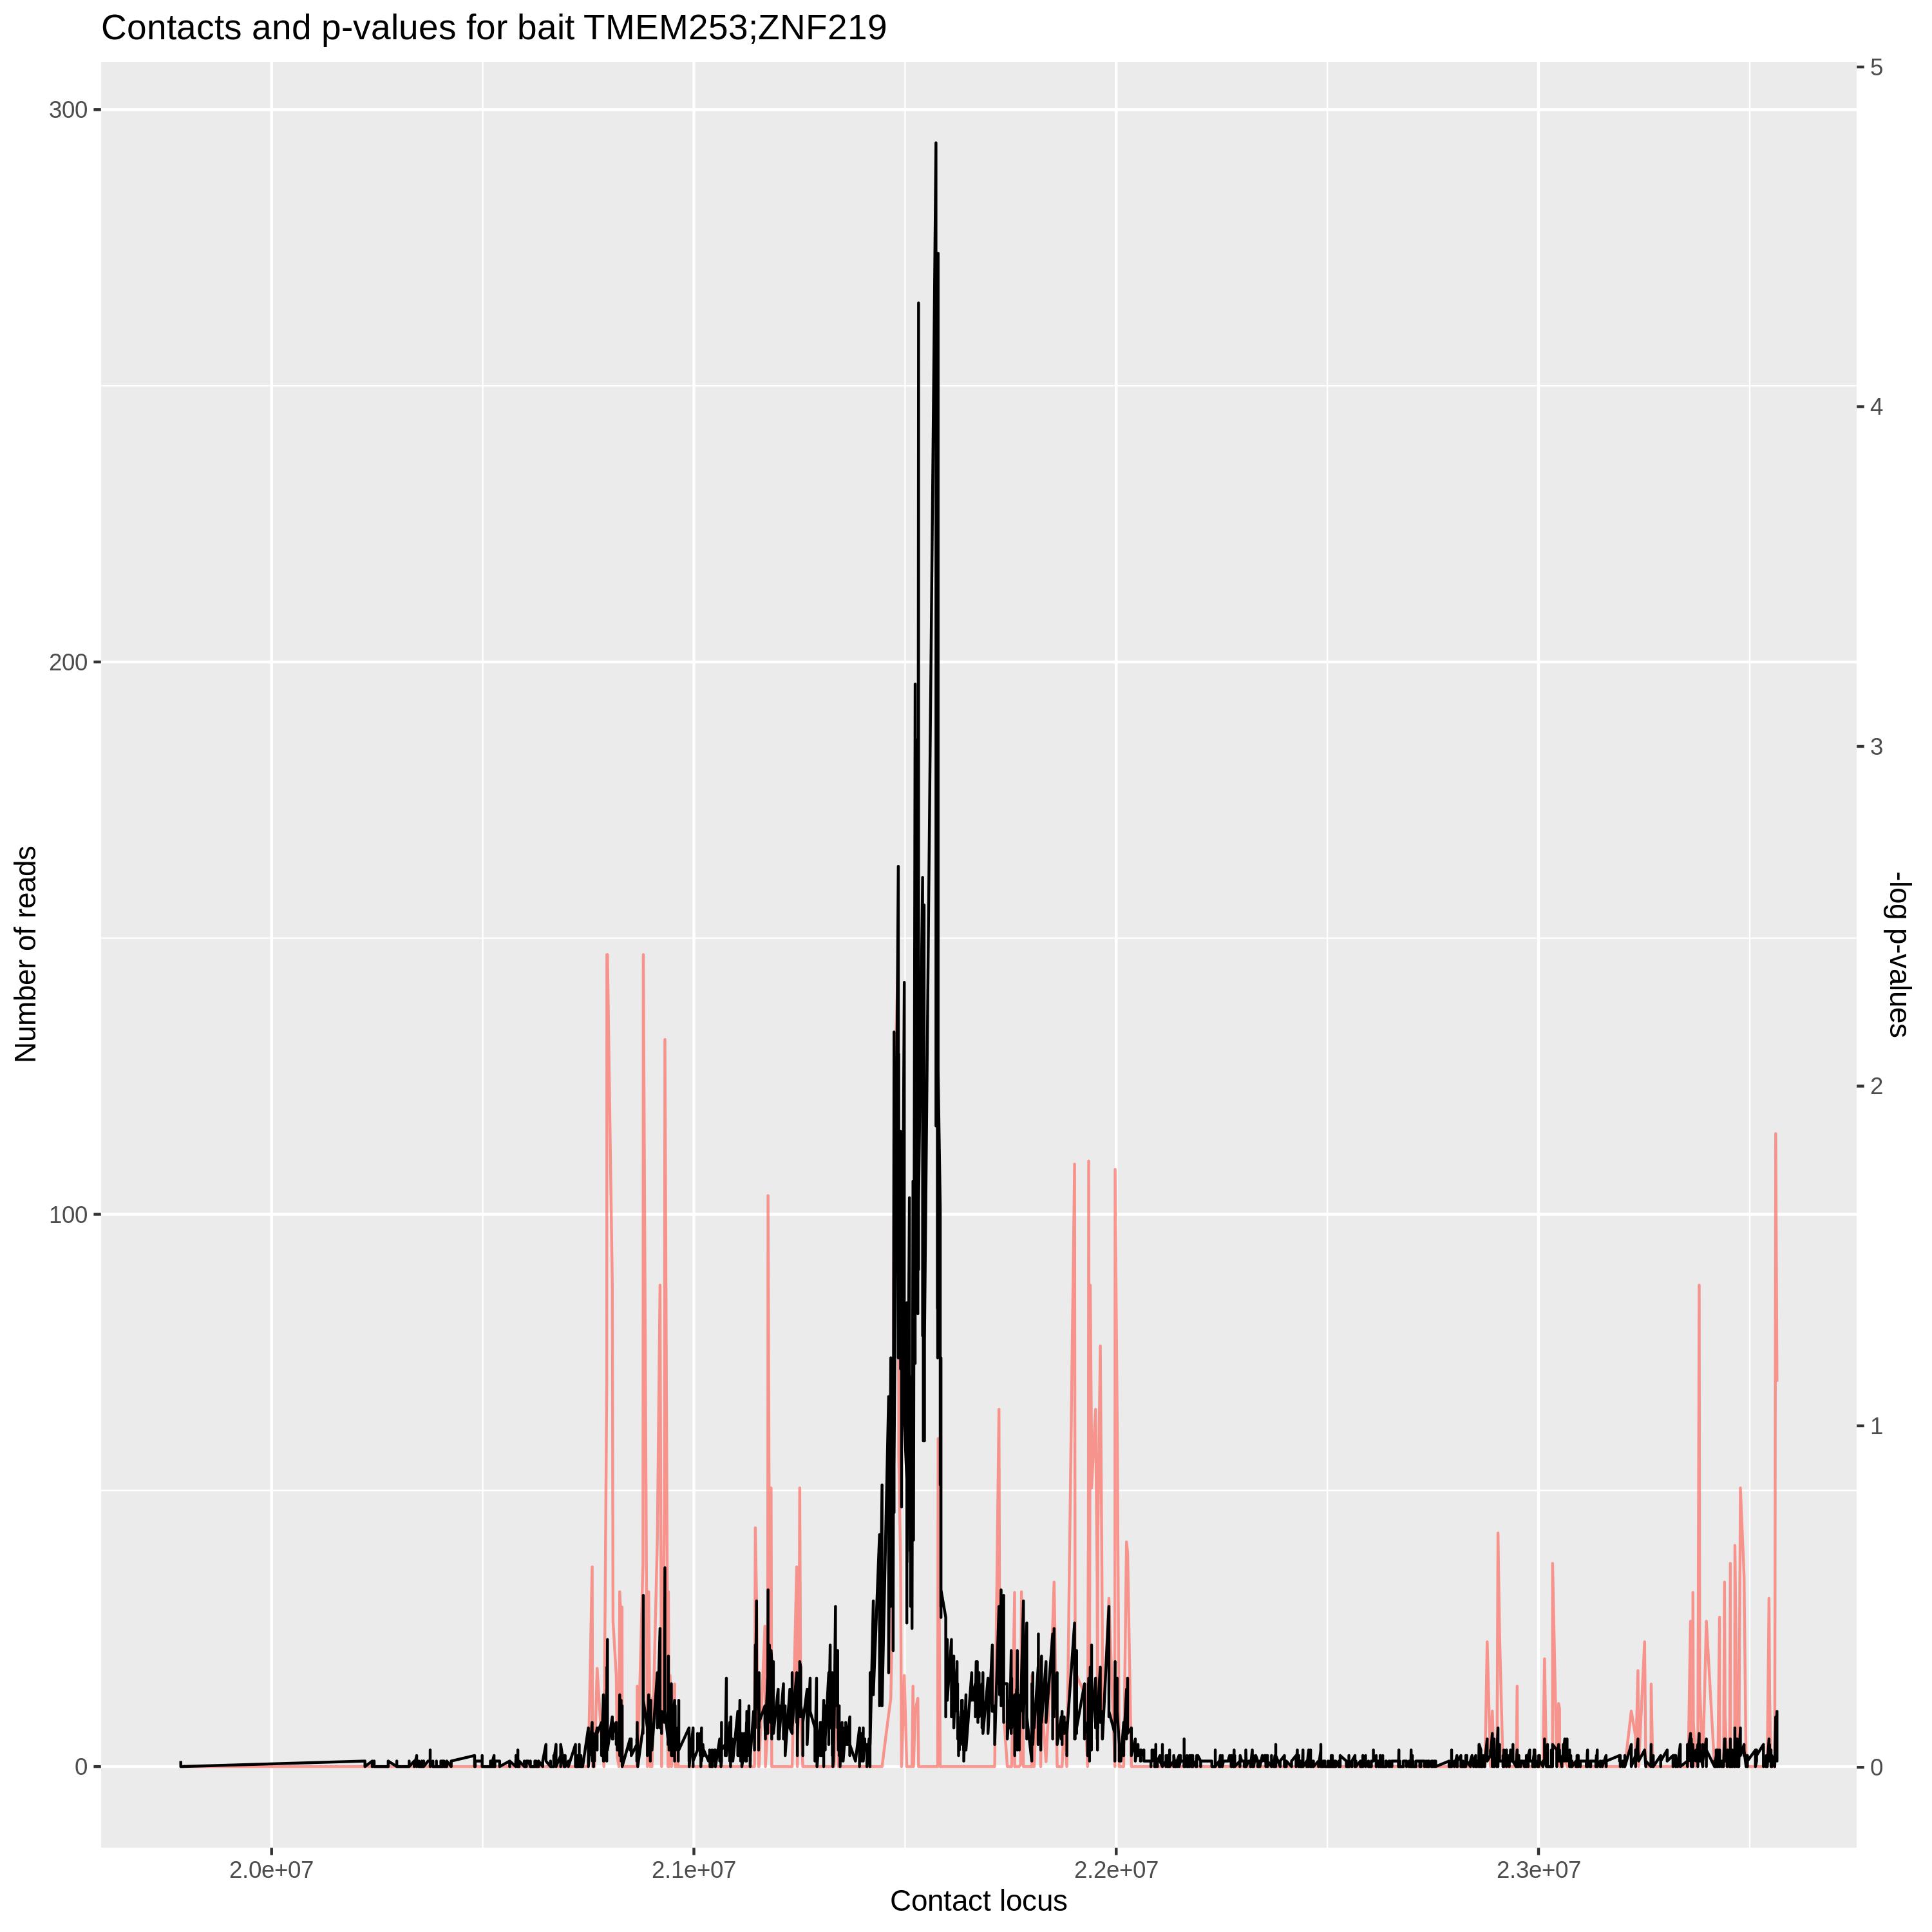 Contacts and p-values for bait TMEM253;ZNF219
Number of reads
300
200
100
0
5
4
3
2
1
0
-log p-values
2.0e+07
2.1e+07
2.2e+07
2.3e+07
Contact locus